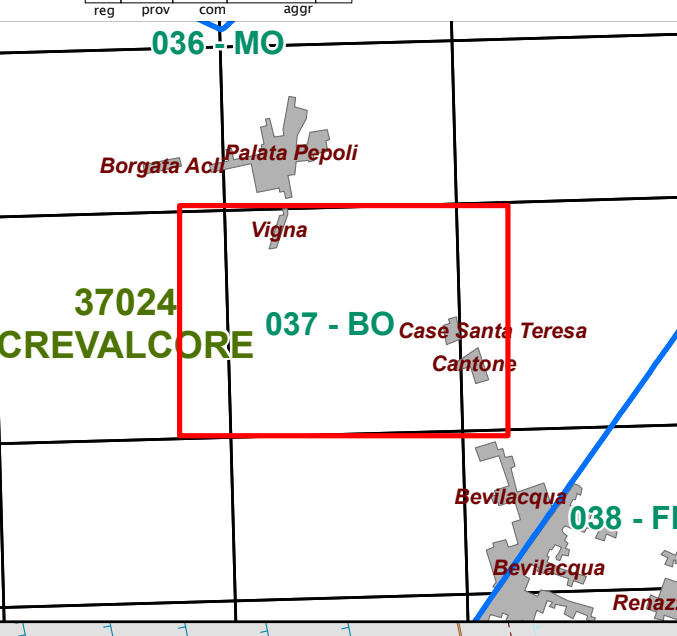 reg prov com aggr
036 - MO
Palata Pepoli
Borgata Acli
Vigna
37024
CREVALCORE
037 - BO
Case Santa Teresa
Cantone
Bevilacqua
038 - F
Bevilacqua
Renaz